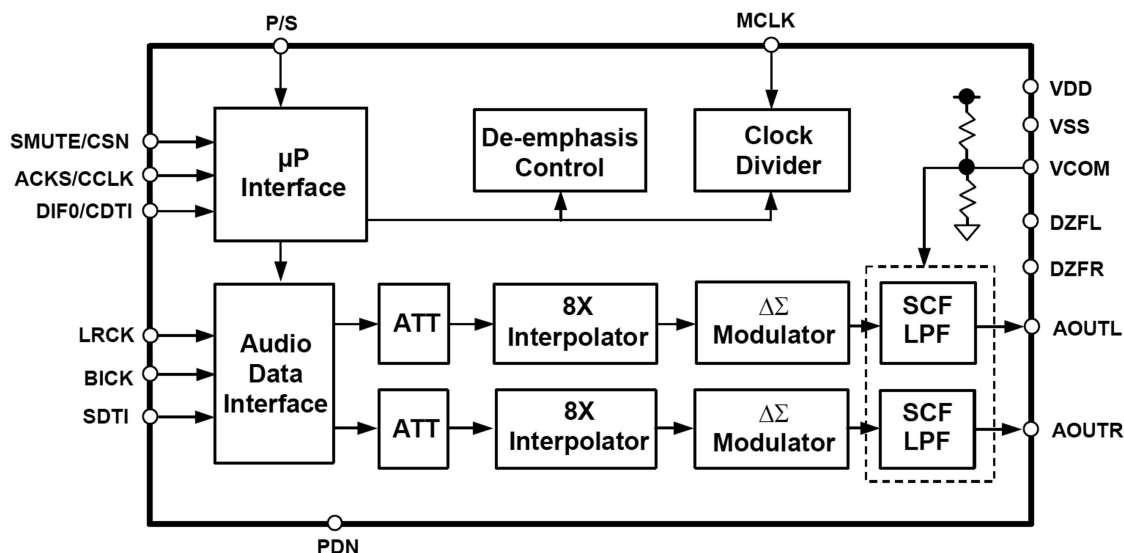 P/S
MCLK
SMUTE/CSN
ACKS/CCLK
DIF0/CDTI
µP
Interface
De-emphasis
Control
Clock
Divider
VDD
VSS
VCOM
DZFL
DZFR
LRCK
BICK
SDTI
Audio
Data
Interface
ATT
8X
Interpolator
ΔΣ
Modulator
SCF
LPF
AOUTL
ATT
8X
Interpolator
ΔΣ
Modulator
SCF
LPF
AOUTR
PDN